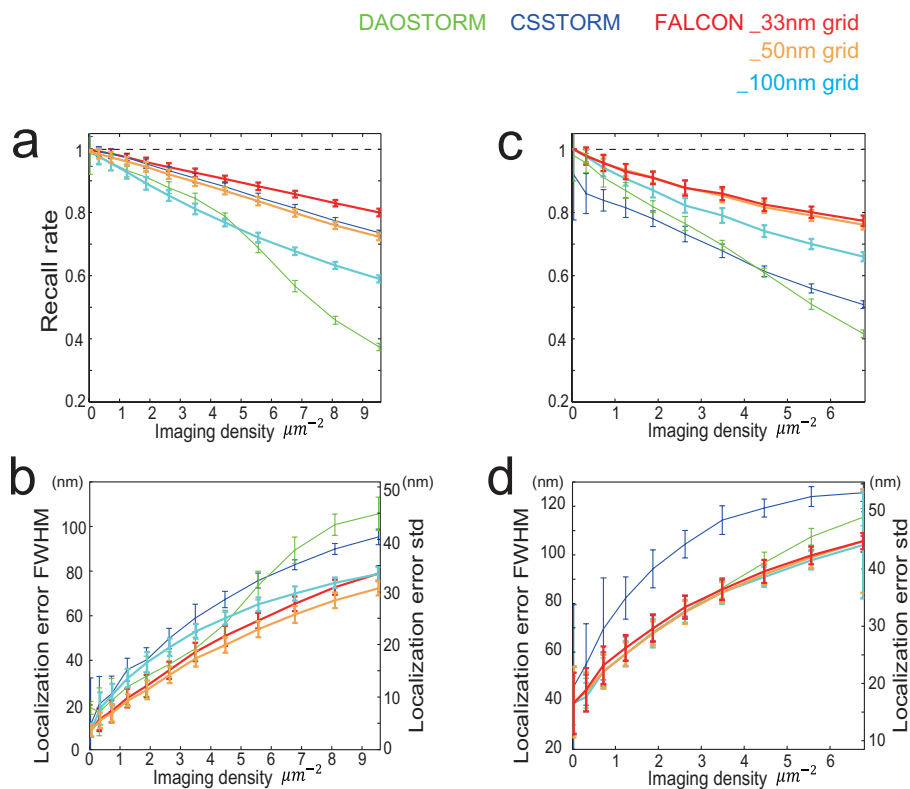 DAOSTORM CSSTORM FALCON _33nm grid
_50nm grid
_100nm grid
a
1
0.8
0.6
0.4
0.2
Recall rate
0 1 2 3 4 5 6 7 8 9
Imaging density μm⁻²
c
1
0.8
0.6
0.4
0.2
0 1 2 3 4 5 6
Imaging density μm⁻²
b
(nm)
100
80
60
40
20
0
Localization error FWHM
(nm)
50
40
30
20
10
0
Localization error std
0 1 2 3 4 5 6 7 8 9
Imaging density μm⁻²
d
(nm)
120
100
80
60
40
20
Localization error FWHM
(nm)
50
40
30
20
10
Localization error std
0 1 2 3 4 5 6
Imaging density μm⁻²